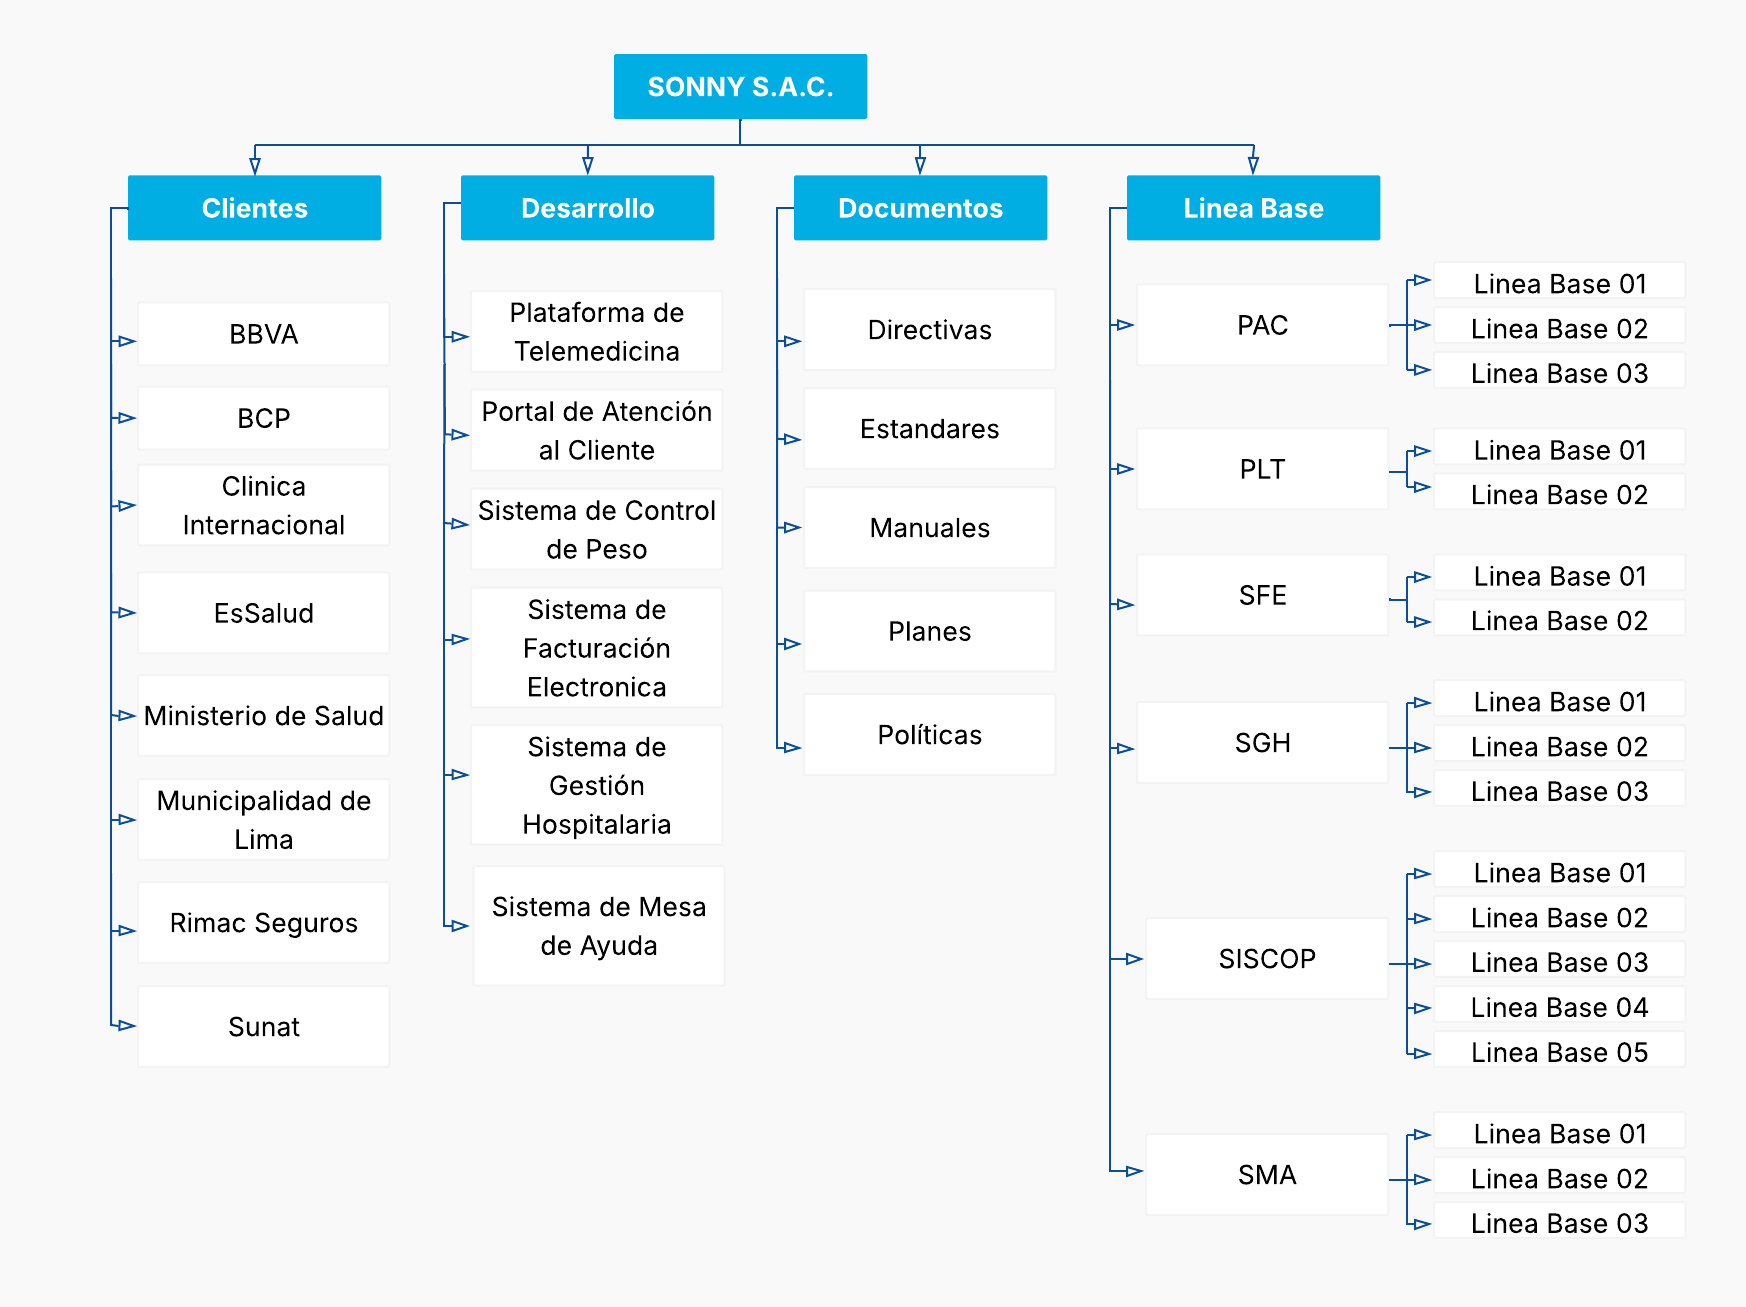 SONNY S.A.C.
Clientes
Desarrollo
Documentos
Linea Base
BBVA
BCP
Clinica
Internacional
EsSalud
Ministerio de Salud
Municipalidad de
Lima
Rimac Seguros
Sunat
Plataforma de
Telemedicina
Portal de Atención
al Cliente
Sistema de Control
de Peso
Sistema de
Facturación
Electronica
Sistema de
Gestión
Hospitalaria
Sistema de Mesa
de Ayuda
Directivas
Estandares
Manuales
Planes
Políticas
PAC
Linea Base 01
Linea Base 02
Linea Base 03
PLT
Linea Base 01
Linea Base 02
SFE
Linea Base 01
Linea Base 02
SGH
Linea Base 01
Linea Base 02
Linea Base 03
SISCOP
Linea Base 01
Linea Base 02
Linea Base 03
Linea Base 04
Linea Base 05
SMA
Linea Base 01
Linea Base 02
Linea Base 03